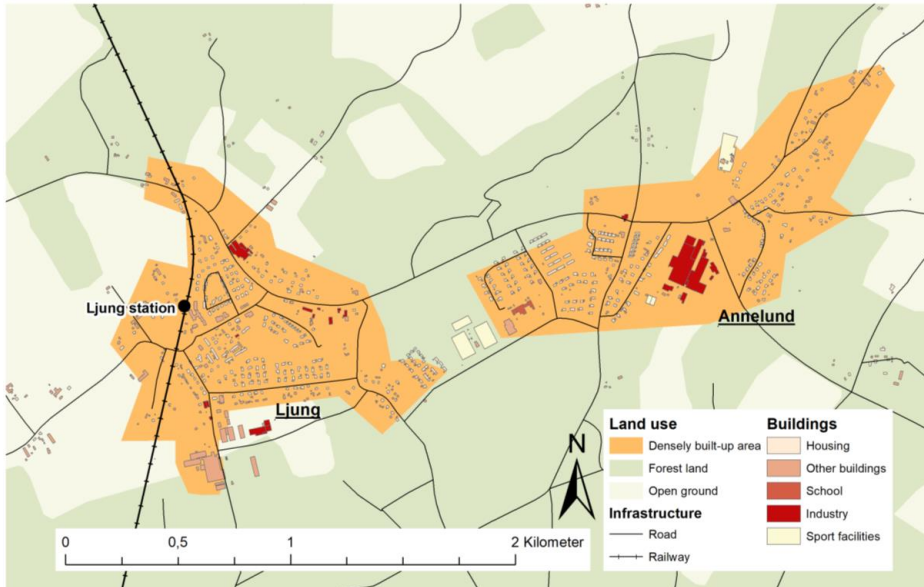 Ljung station
Annelund
Ljung
N
0
0,5
1
2 Kilometer
Land use
Densely built-up area
Forest land
Open ground
Infrastructure
Road
Railway
Buildings
Housing
Other buildings
School
Industry
Sport facilities